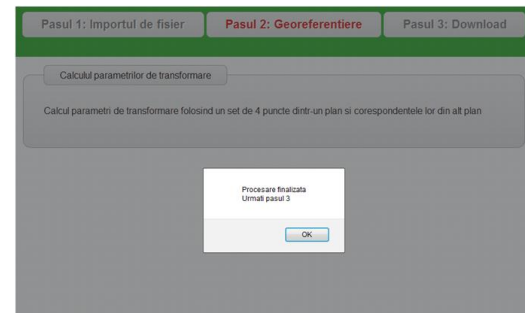 Pasul 1: Importul de fisier
Pasul 2: Georeferentiere
Pasul 3: Download
Calculul parametrilor de transformare
Calcul parametri de transformare folosind un set de 4 puncte dintr-un plan si corespondentele lor din alt plan
Procesare finalizata
Urmati pasul 3
OK